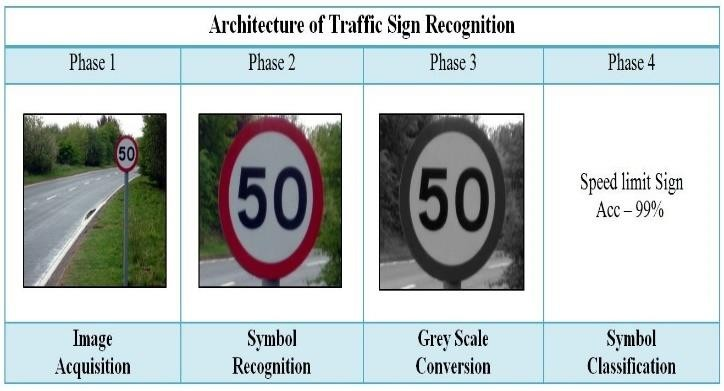 Architecture of Traffic Sign Recognition
Phase 1 Phase 2 Phase 3 Phase 4
50
50
50
Speed limit Sign
Acc – 99%
Image Acquisition
Symbol Recognition
Grey Scale Conversion
Symbol Classification